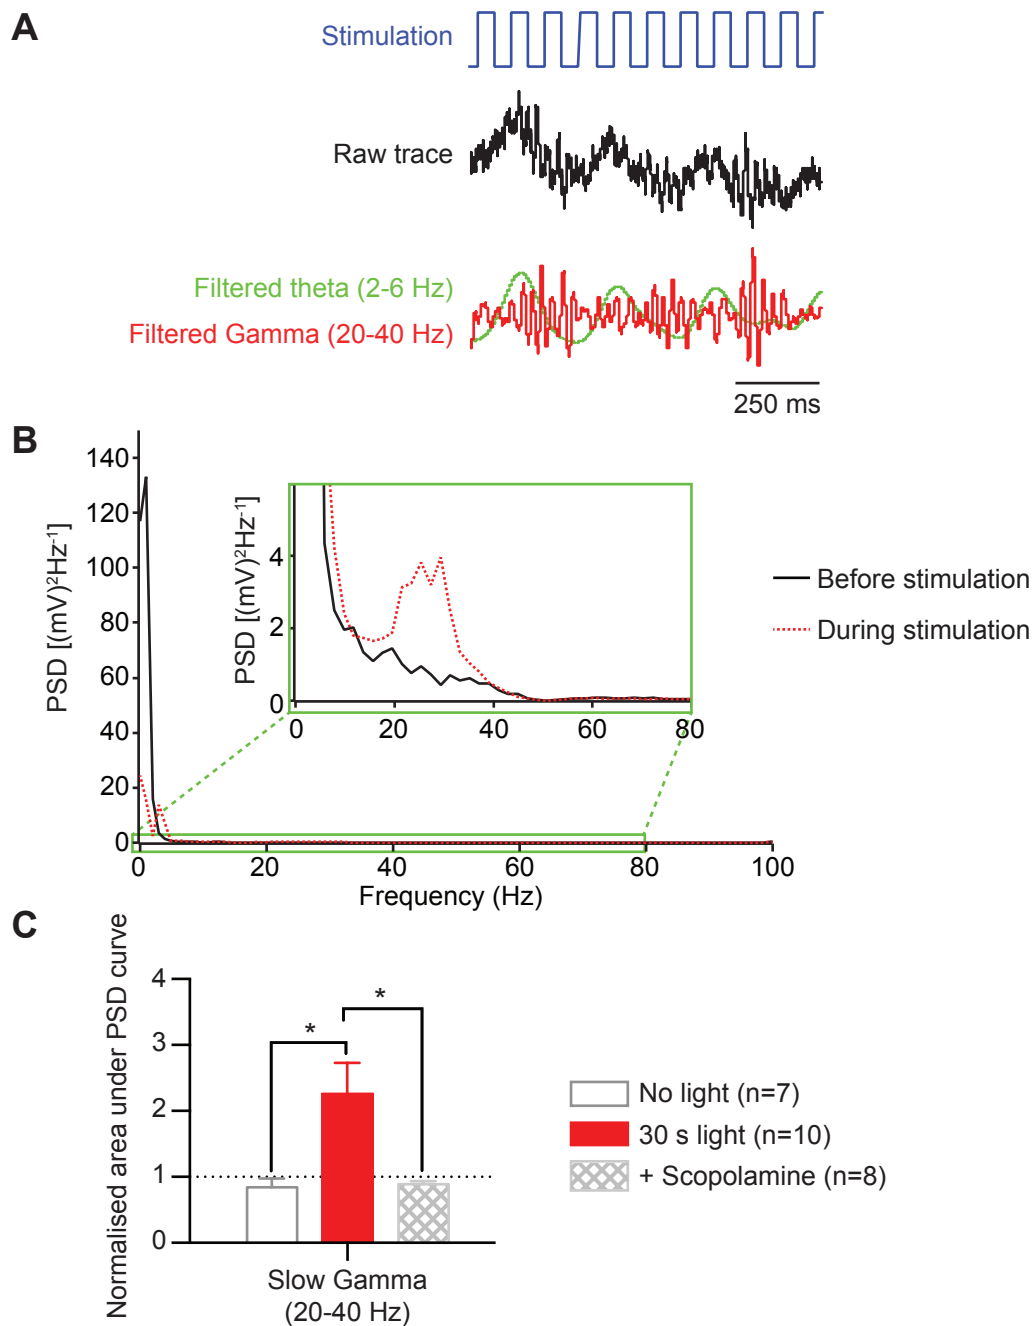 A
Stimulation
Raw trace
Filtered theta (2-6 Hz)
Filtered Gamma (20-40 Hz)
250 ms
B
PSD [(mV)²Hz⁻¹]
140
120
100
80
60
40
20
0
0 20 40 60 80 100
Frequency (Hz)
PSD [(mV)²Hz⁻¹]
4
2
0
0 20 40 60 80
Before stimulation
During stimulation
C
Normalised area under PSD curve
4
3
2
1
0
*
*
Slow Gamma
(20-40 Hz)
No light (n=7)
30 s light (n=10)
+ Scopolamine (n=8)